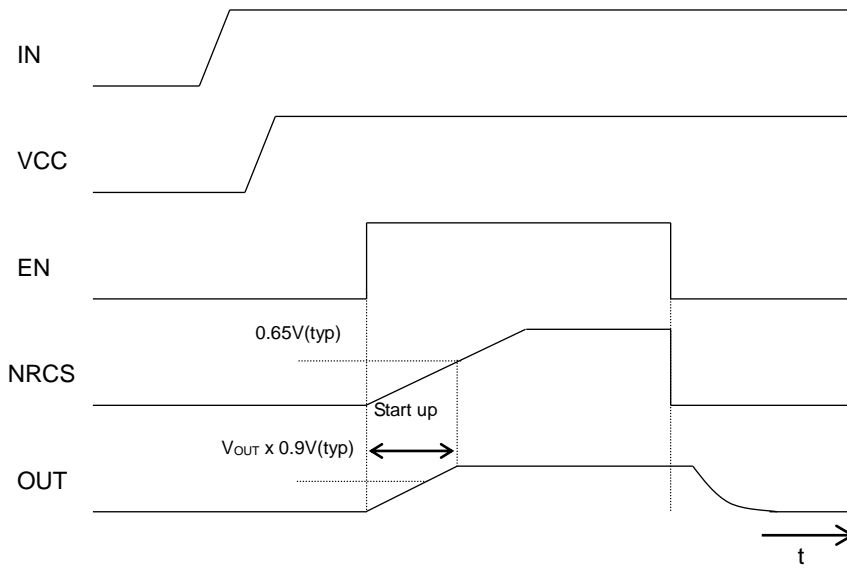 IN
VCC
EN
0.65V(typ)
NRCS
Start up
VOUT x 0.9V(typ)
OUT
t